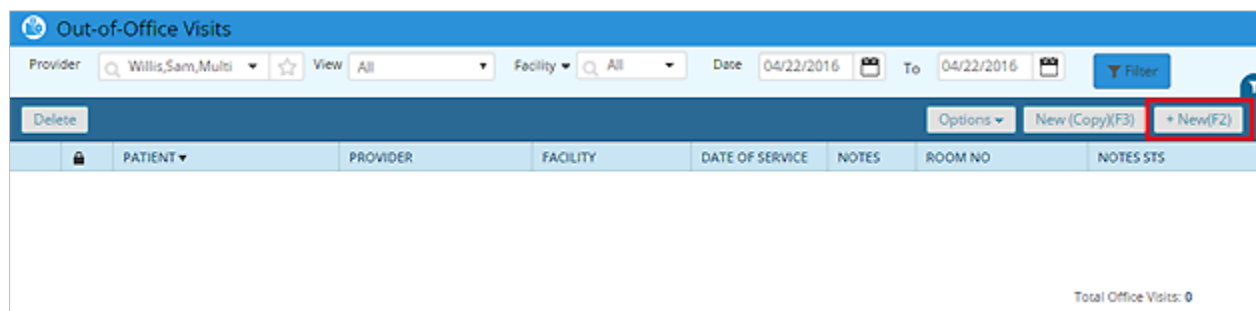 Out-of-Office Visits
Provider Willis,Sam,Multi View All Facility All Date 04/22/2016 To 04/22/2016 Filter
Delete Options New (Copy)(F3) + New(F2)
PATIENT PROVIDER FACILITY DATE OF SERVICE NOTES ROOM NO NOTES STS
Total Office Visits: 0